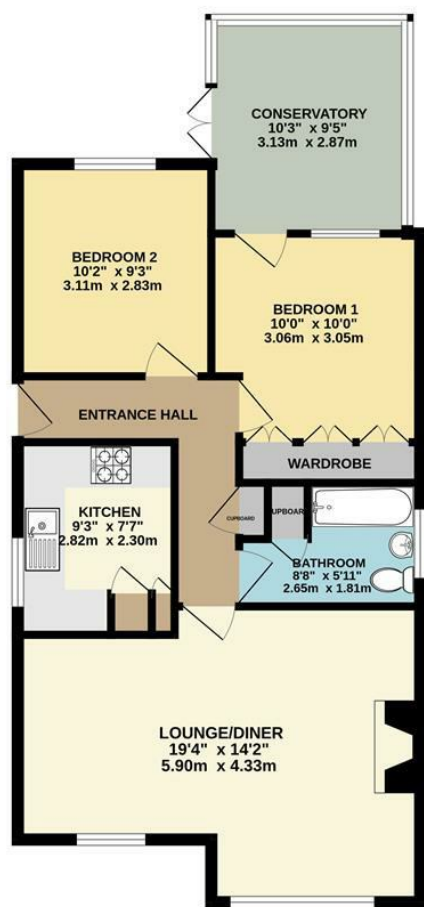 CONSERVATORY
10'3" x 9'5"
3.13m x 2.87m
BEDROOM 2
10'2" x 9'3"
3.11m x 2.83m
BEDROOM 1
10'0" x 10'0"
3.06m x 3.05m
ENTRANCE HALL
WARDROBE
KITCHEN
9'3" x 7'7"
2.82m x 2.30m
CUPBOARD
UPBOARD
BATHROOM
8'8" x 5'11"
2.65m x 1.81m
LOUNGE/DINER
19'4" x 14'2"
5.90m x 4.33m